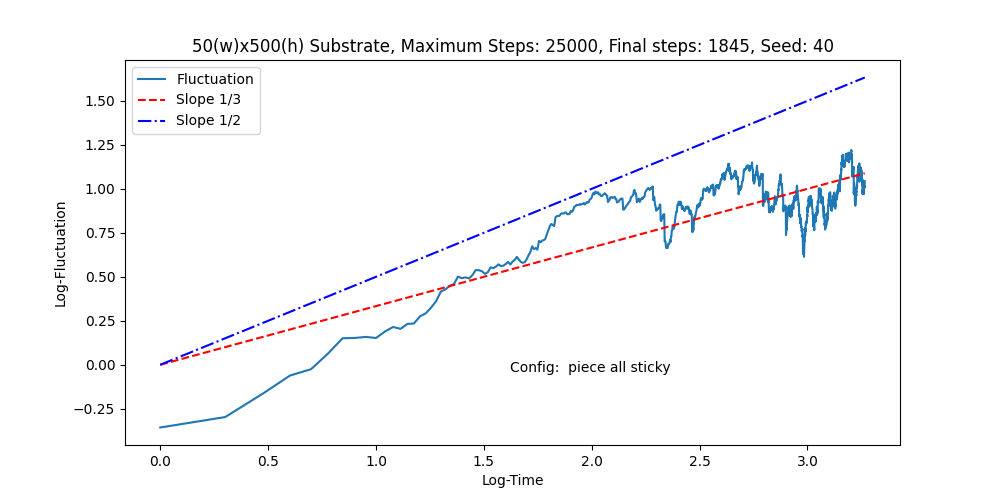 50(w)x500(h) Substrate, Maximum Steps: 25000, Final steps: 1845, Seed: 40
Fluctuation
Slope 1/3
Slope 1/2
1.50
1.25
1.00
0.75
0.50
0.25
0.00
−0.25
Log-Fluctuation
Config:  piece all sticky
0.0 0.5 1.0 1.5 2.0 2.5 3.0
Log-Time